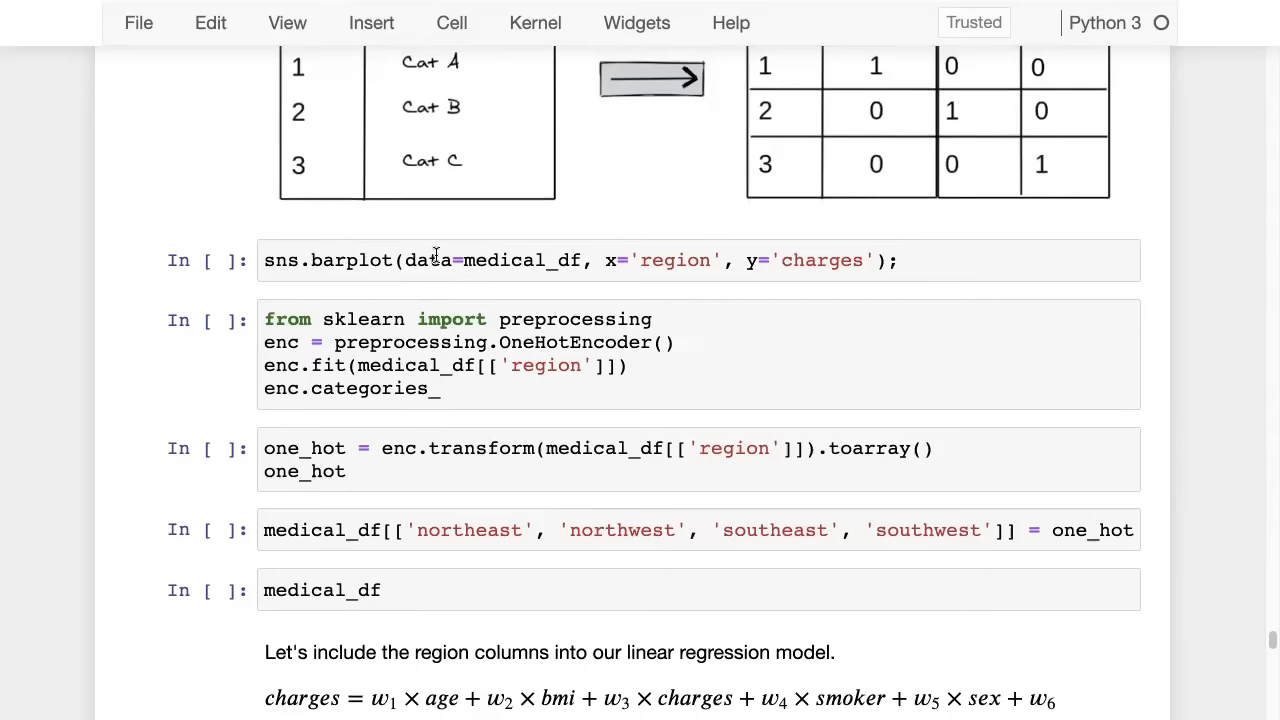 File Edit View Insert Cell Kernel Widgets Help Trusted Python 3
1 Cat A 1 1 0 0
2 Cat B 2 0 1 0
3 Cat C 3 0 0 1
In [ ]: sns.barplot(data=medical_df, x='region', y='charges');
In [ ]: from sklearn import preprocessing
enc = preprocessing.OneHotEncoder()
enc.fit(medical_df[['region']])
enc.categories_
In [ ]: one_hot = enc.transform(medical_df[['region']]).toarray()
one_hot
In [ ]: medical_df[['northeast', 'northwest', 'southeast', 'southwest']] = one_hot
In [ ]: medical_df
Let's include the region columns into our linear regression model.
charges = w₁ × age + w₂ × bmi + w₃ × charges + w₄ × smoker + w₅ × sex + w₆